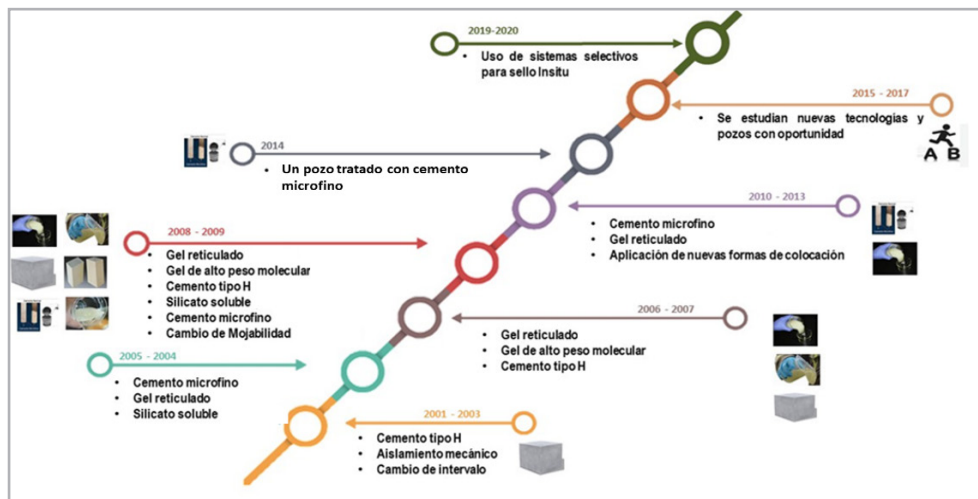 2019-2020
• Uso de sistemas selectivos
para sello Insitu
2015 - 2017
• Se estudian nuevas tecnologías y
pozos con oportunidad
A B
2014
• Un pozo tratado con cemento
microfino
2010 - 2013
• Cemento microfino
• Gel reticulado
• Aplicación de nuevas formas de colocación
2008 - 2009
• Gel reticulado
• Gel de alto peso molecular
• Cemento tipo H
• Silicato soluble
• Cemento microfino
• Cambio de Mojabilidad
2006 - 2007
• Gel reticulado
• Gel de alto peso molecular
• Cemento tipo H
2005 - 2004
• Cemento microfino
• Gel reticulado
• Silicato soluble
2001 - 2003
• Cemento tipo H
• Aislamiento mecánico
• Cambio de intervalo